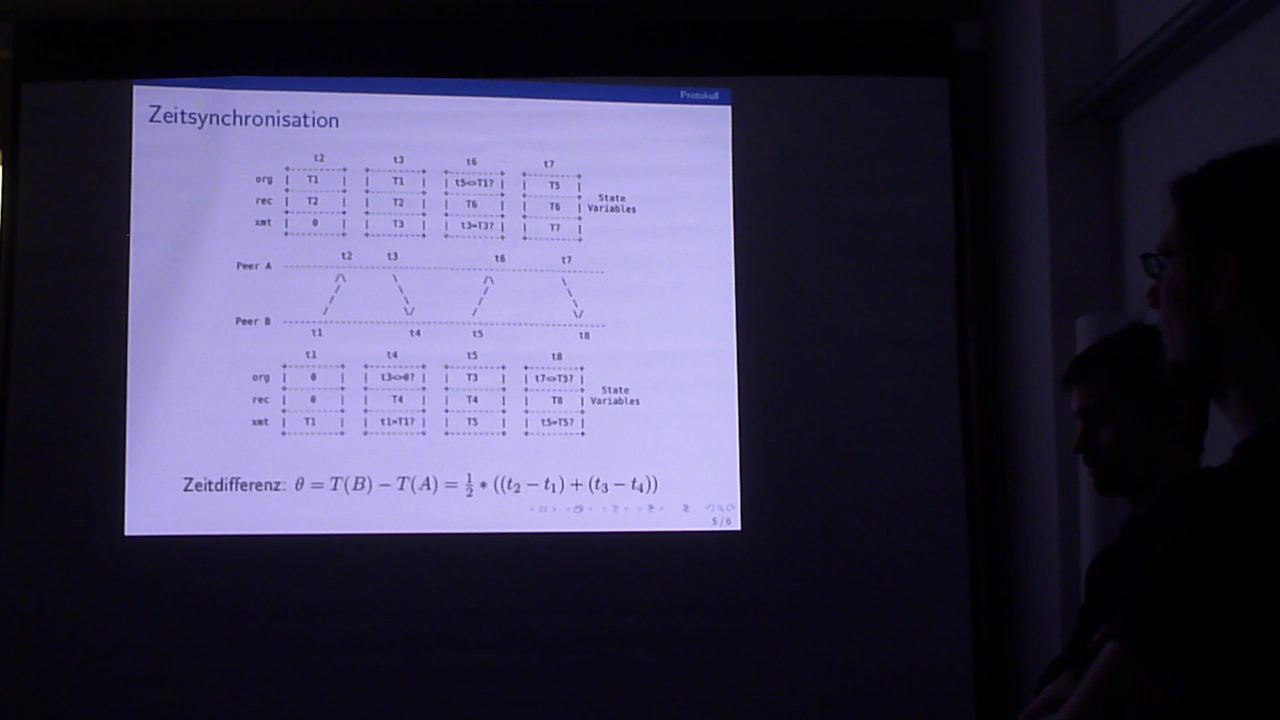 Protokoll
Zeitsynchronisation
t2 t3 t6 t7
org | T1 | | T1 | | t5<>T1? | | T5 |
rec | T2 | | T2 | | T6 | | T6 | State
xmt | 0 | | T3 | | t3=T3? | | T7 | Variables
t2 t3 t6 t7
Peer A
Peer B
t1 t4 t5 t8
t1 t4 t5 t8
org | 0 | | t3<>0? | | T3 | | t7<>T3? |
rec | 0 | | T4 | | T4 | | T8 | State
xmt | T1 | | t1=T1? | | T5 | | t5=T5? | Variables
Zeitdifferenz: θ = T(B) − T(A) = 1/2 ∗ ((t₂ − t₁) + (t₃ − t₄))
5 / 6